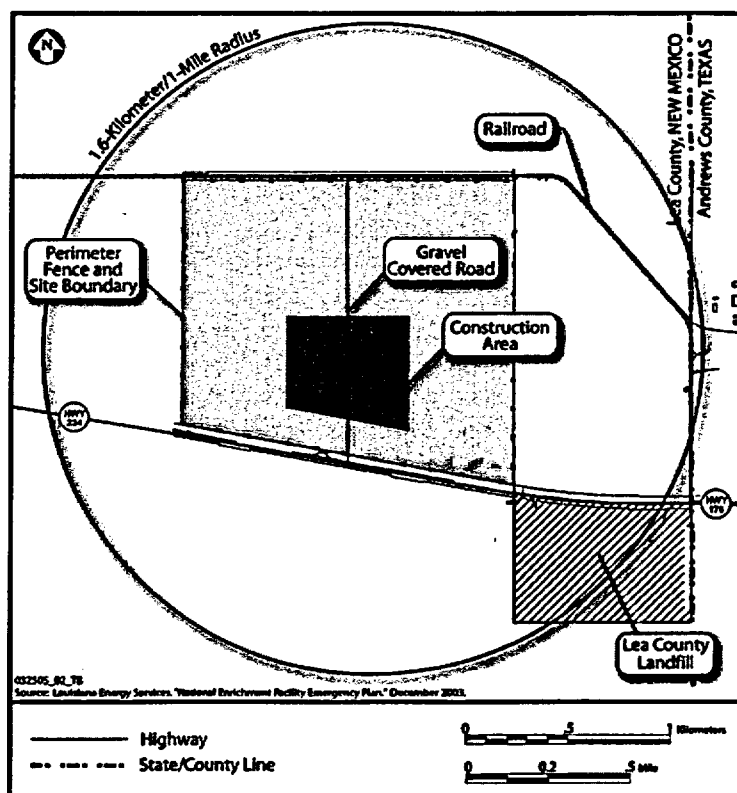 N
1.6-Kilometer/1-Mile Radius
Lea County, NEW MEXICO
Andrews County, TEXAS
Railroad
Perimeter
Fence and
Site Boundary
Gravel
Covered Road
Construction
Area
HWY
234
HWY
176
Lea County
Landfill
032505_02_TB
Source: Louisiana Energy Services. "National Enrichment Facility Emergency Plan." December 2003.
Highway
State/County Line
0 .5 1 Kilometers
0 0.2 .5 Mile